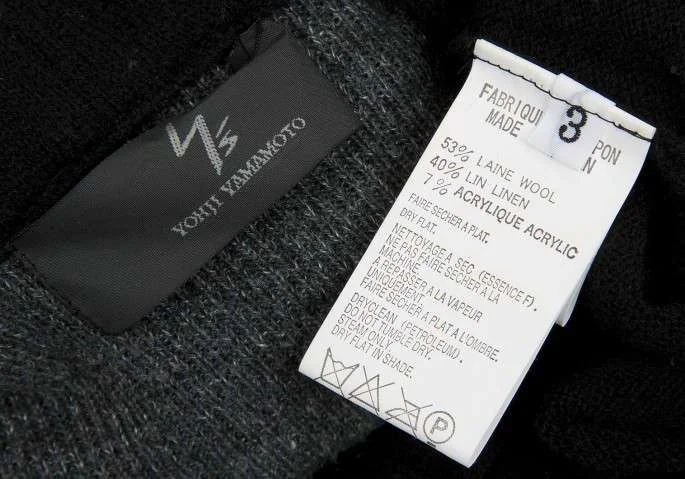 Y's
YOHJI YAMAMOTO
3
FABRIQU PON
MADE N
53% LAINE WOOL
40% LIN LINEN
7% ACRYLIQUE ACRYLIC
FAIRE SECHER A PLAT.
DRY FLAT.
NETTOYAGE A SEC (ESSENCE F).
NE PAS FAIRE SECHER A LA
MACHINE.
A REPASSER A LA VAPEUR
UNIQUEMENT.
FAIRE SECHER A PLAT A L'OMBRE.
DRYCLEAN (PETROLEUM).
DO NOT TUMBLE DRY.
STEAM ONLY.
DRY FLAT IN SHADE.
P